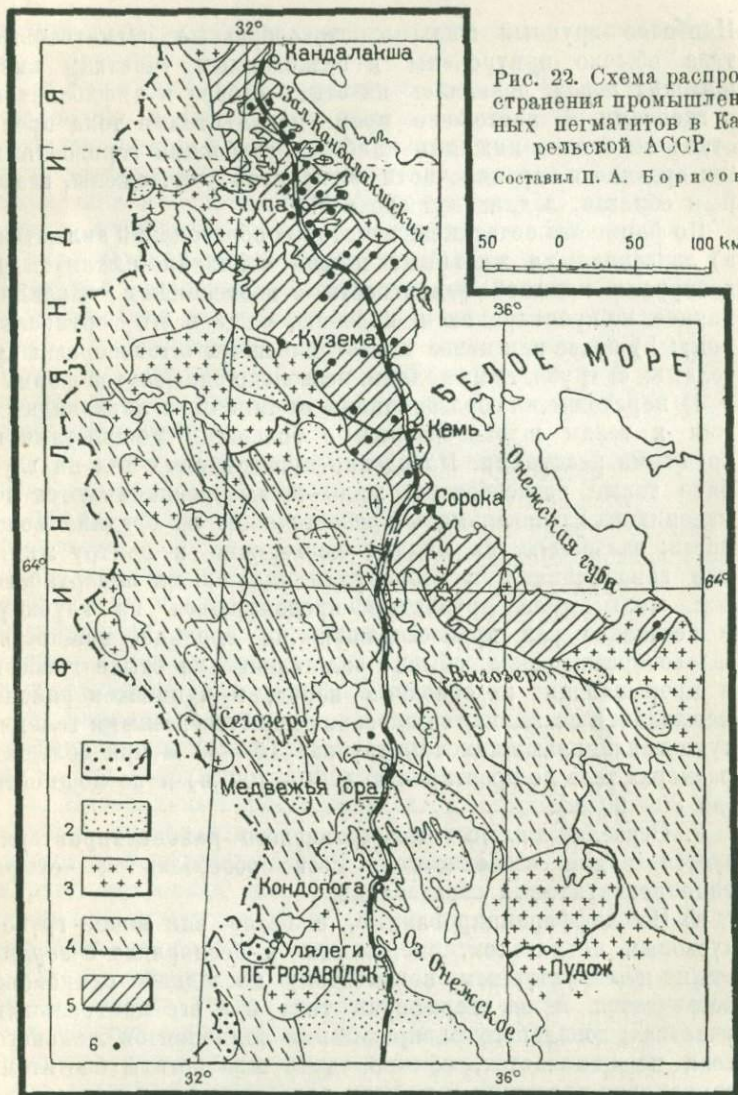 32°
Кандалакша
Рис. 22. Схема распро-
странения промышлен-
ных пегматитов в Ка-
рельской АССР.
Составил П. А. Борисов
Зал. Кандалакшский
Чупа
50 0 50 100 км
36°
Кузема
БЕЛОЕ МОРЕ
Кемь
Онежский губа
Сорока
64°
64°
ФИНЛЯНДИЯ
Выгозеро
Сегозеро
1
2
3
4
5
6
Медвежья Гора
Кондопога
Улялеги
ПЕТРОЗАВОДСК
Пудож
Оз. Онежское
32°
36°